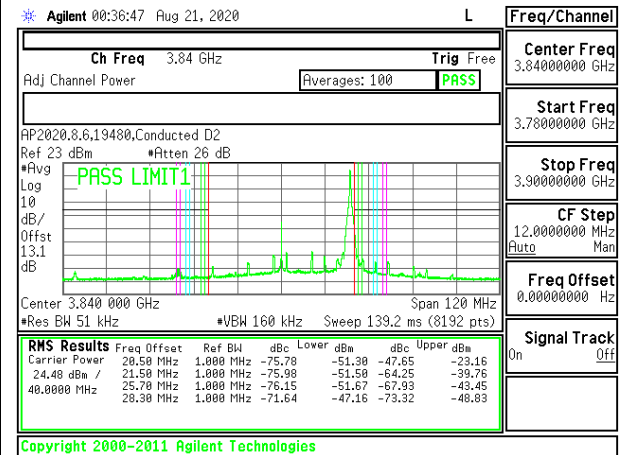 Agilent 00:36:47 Aug 21, 2020 L
Freq/Channel
Ch Freq 3.84 GHz Trig Free
Adj Channel Power Averages: 100 PASS
Center Freq
3.84000000 GHz
Start Freq
3.78000000 GHz
Stop Freq
3.90000000 GHz
CF Step
12.0000000 MHz
Auto Man
Freq Offset
0.00000000 Hz
Signal Track
On Off
AP2020.8.6,19480,Conducted D2
Ref 23 dBm #Atten 26 dB
#Avg
Log
10
dB/
Offst
13.1
dB
PASS LIMIT1
Center 3.840 000 GHz Span 120 MHz
#Res BW 51 kHz #VBW 160 kHz Sweep 139.2 ms (8192 pts)
RMS Results Freq Offset Ref BW dBc Lower dBm dBc Upper dBm
Carrier Power 20.50 MHz 1.000 MHz -75.78 -51.30 -47.65 -23.16
24.48 dBm / 21.50 MHz 1.000 MHz -75.98 -51.50 -64.25 -39.76
40.0000 MHz 25.70 MHz 1.000 MHz -76.15 -51.67 -67.93 -43.45
28.30 MHz 1.000 MHz -71.64 -47.16 -73.32 -48.83
Copyright 2000-2011 Agilent Technologies